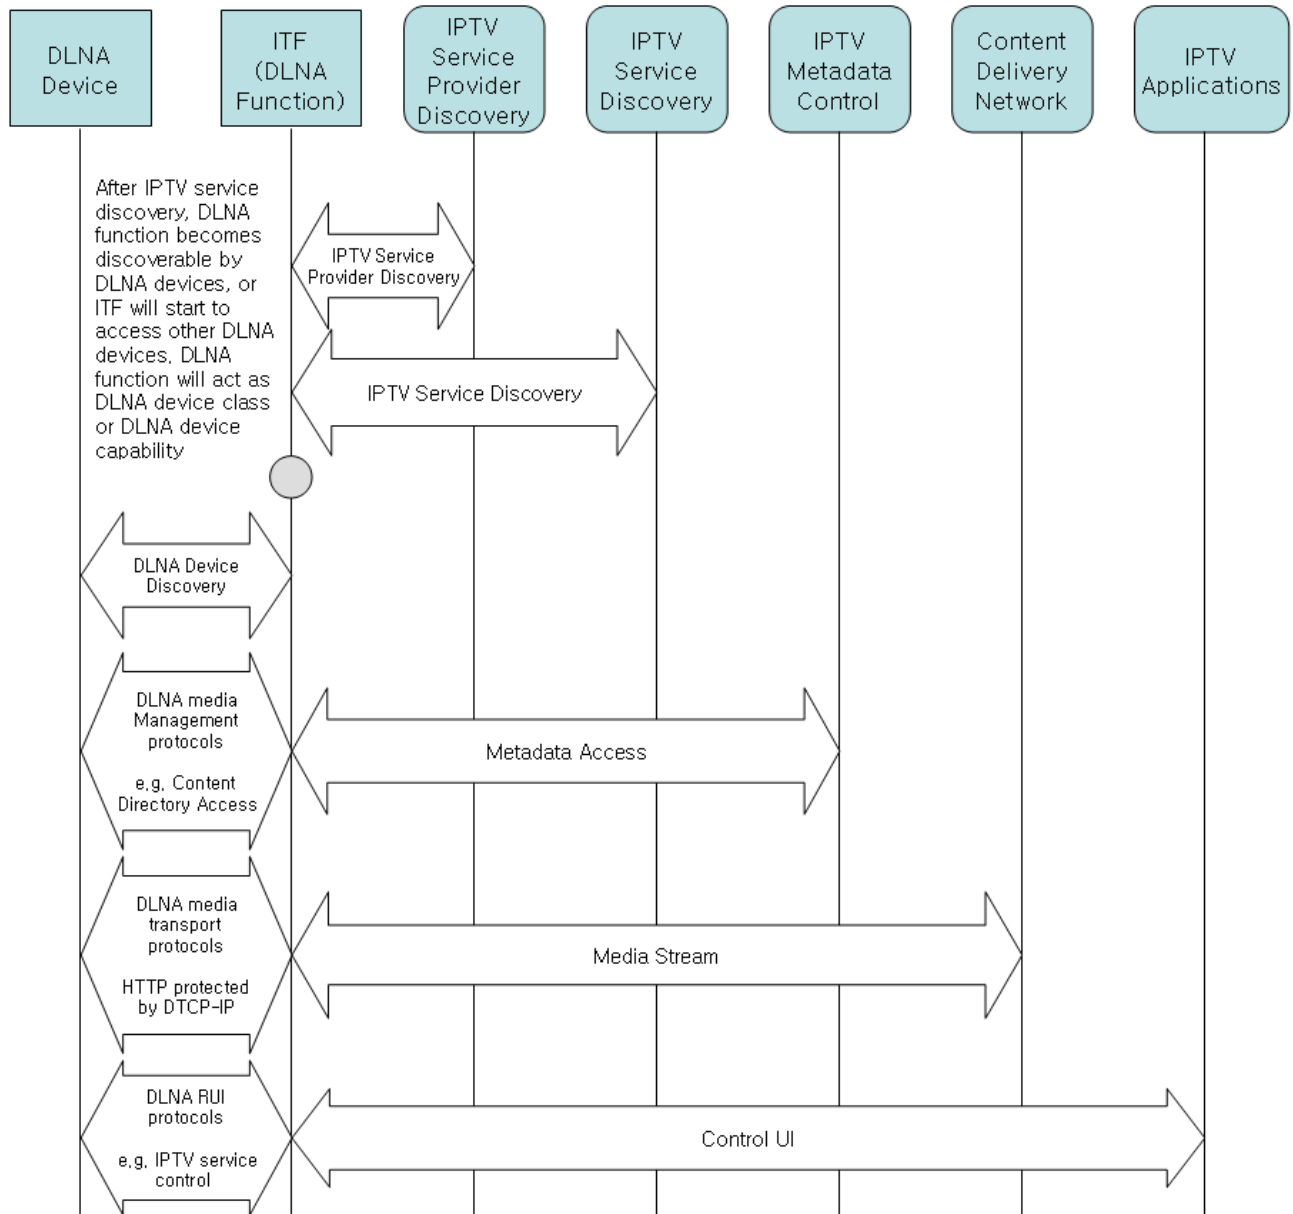 DLNA
Device
ITF
(DLNA
Function)
IPTV
Service
Provider
Discovery
IPTV
Service
Discovery
IPTV
Metadata
Control
Content
Delivery
Network
IPTV
Applications
After IPTV service
discovery, DLNA
function becomes
discoverable by
DLNA devices, or
ITF will start to
access other DLNA
devices. DLNA
function will act as
DLNA device class
or DLNA device
capability
IPTV Service
Provider Discovery
IPTV Service Discovery
DLNA Device
Discovery
DLNA media
Management
protocols
e.g. Content
Directory Access
Metadata Access
DLNA media
transport
protocols
HTTP protected
by DTCP-IP
Media Stream
DLNA RUI
protocols
e.g. IPTV service
control
Control UI